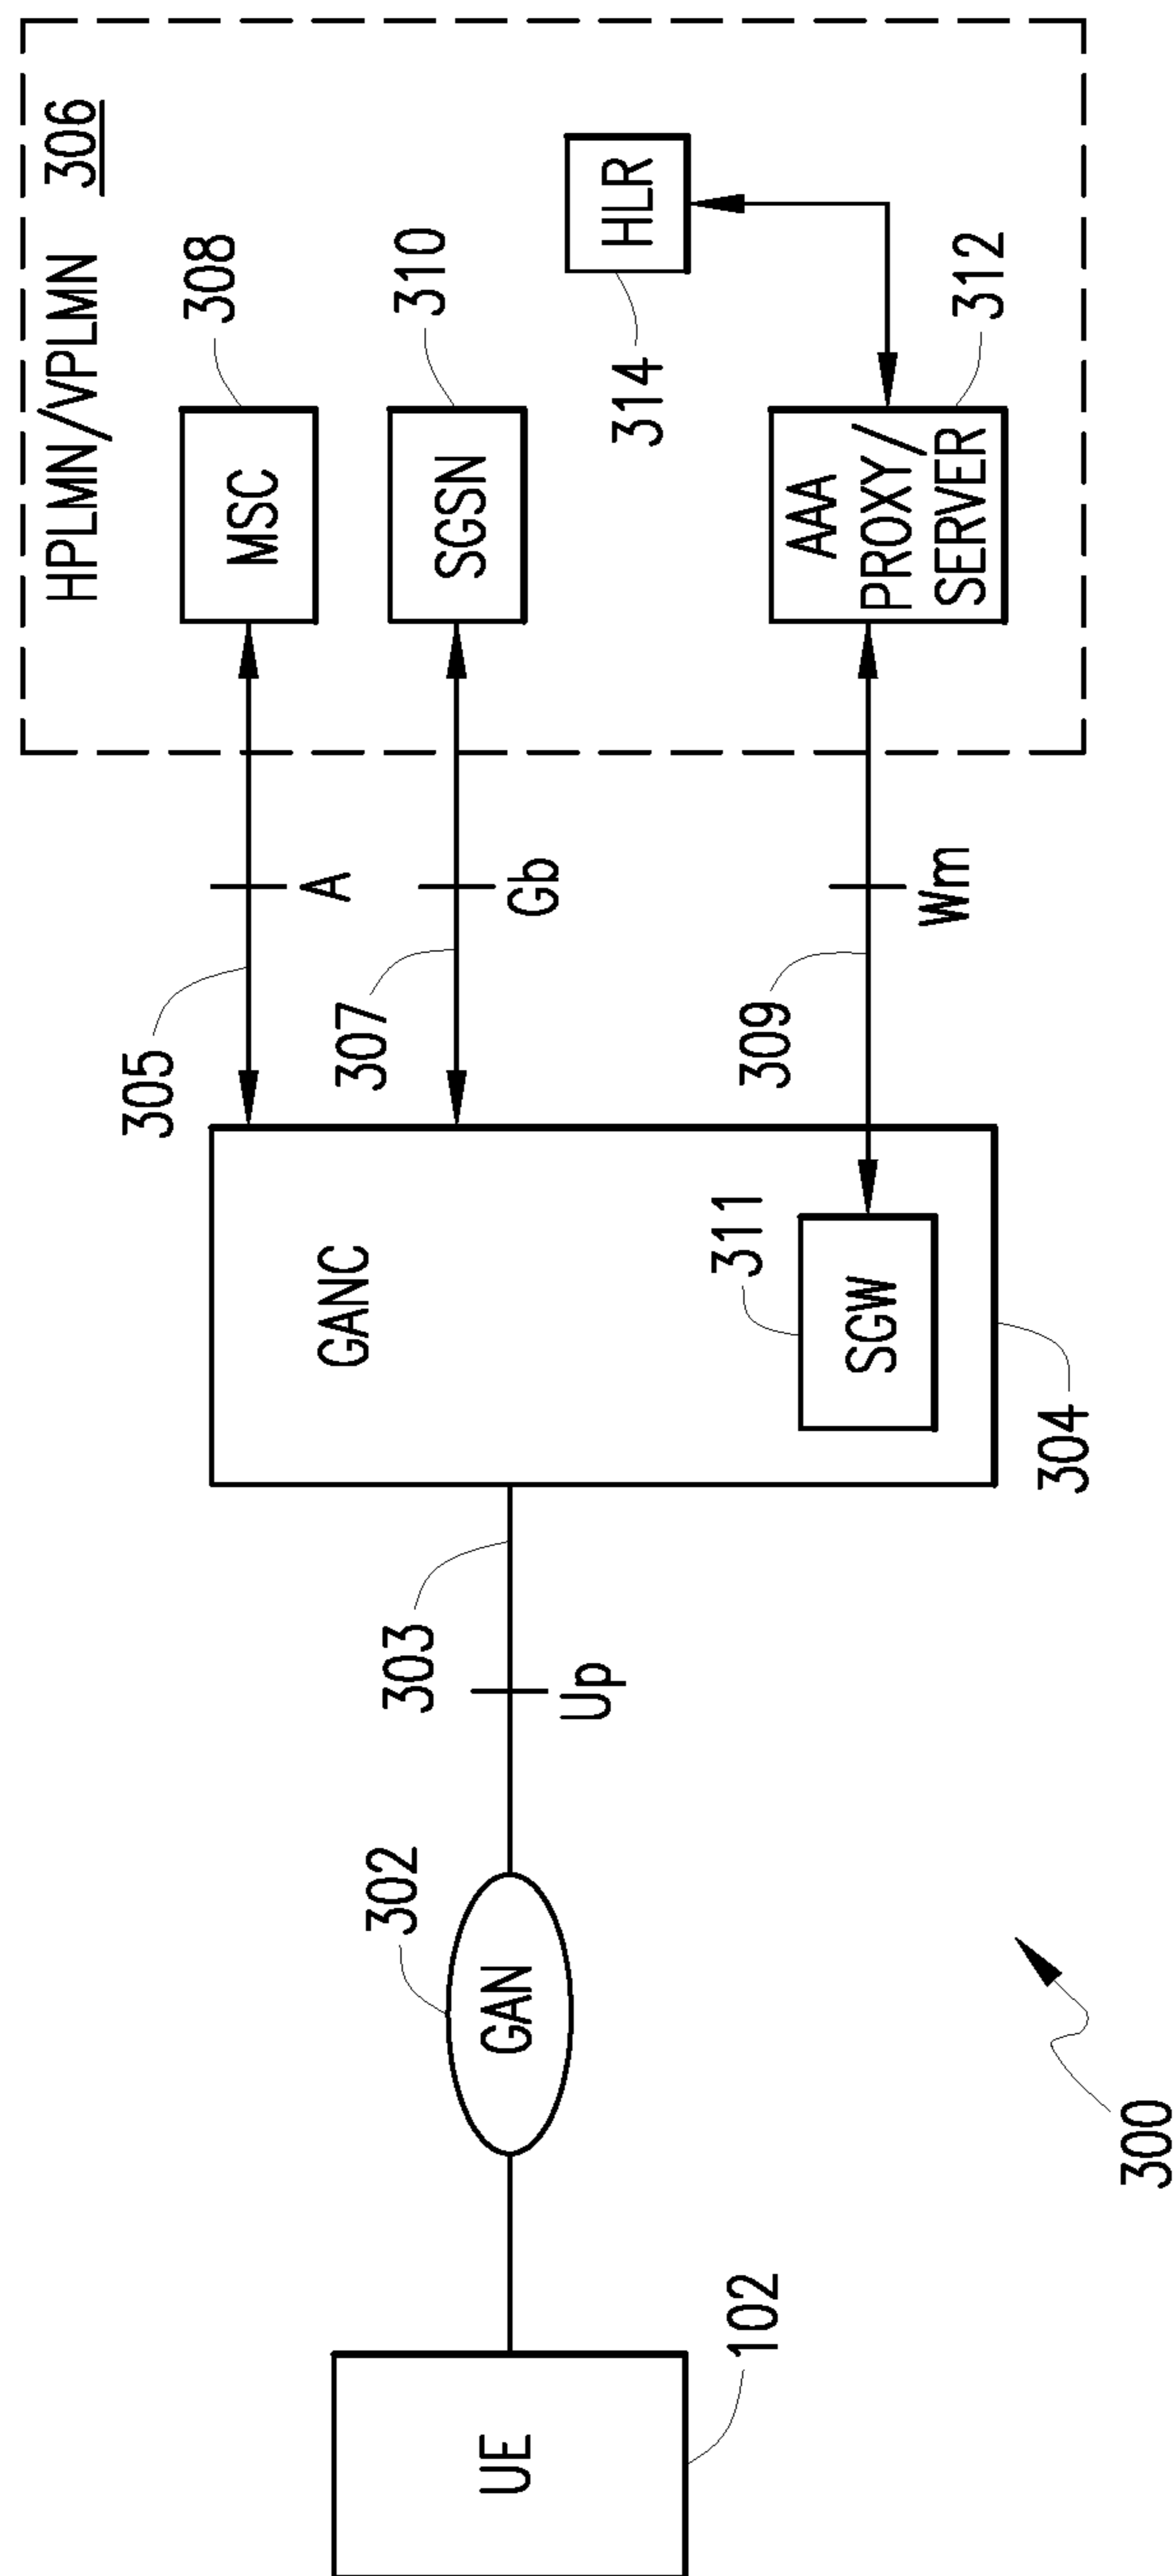 HPLMN/VPLMN 306
308
MSC
310
SGSN
HLR
314
312
AAA
PROXY/
SERVER
A
305
Gb
307
Wm
309
GANC
311
SGW
304
303
Up
302
GAN
UE
102
300